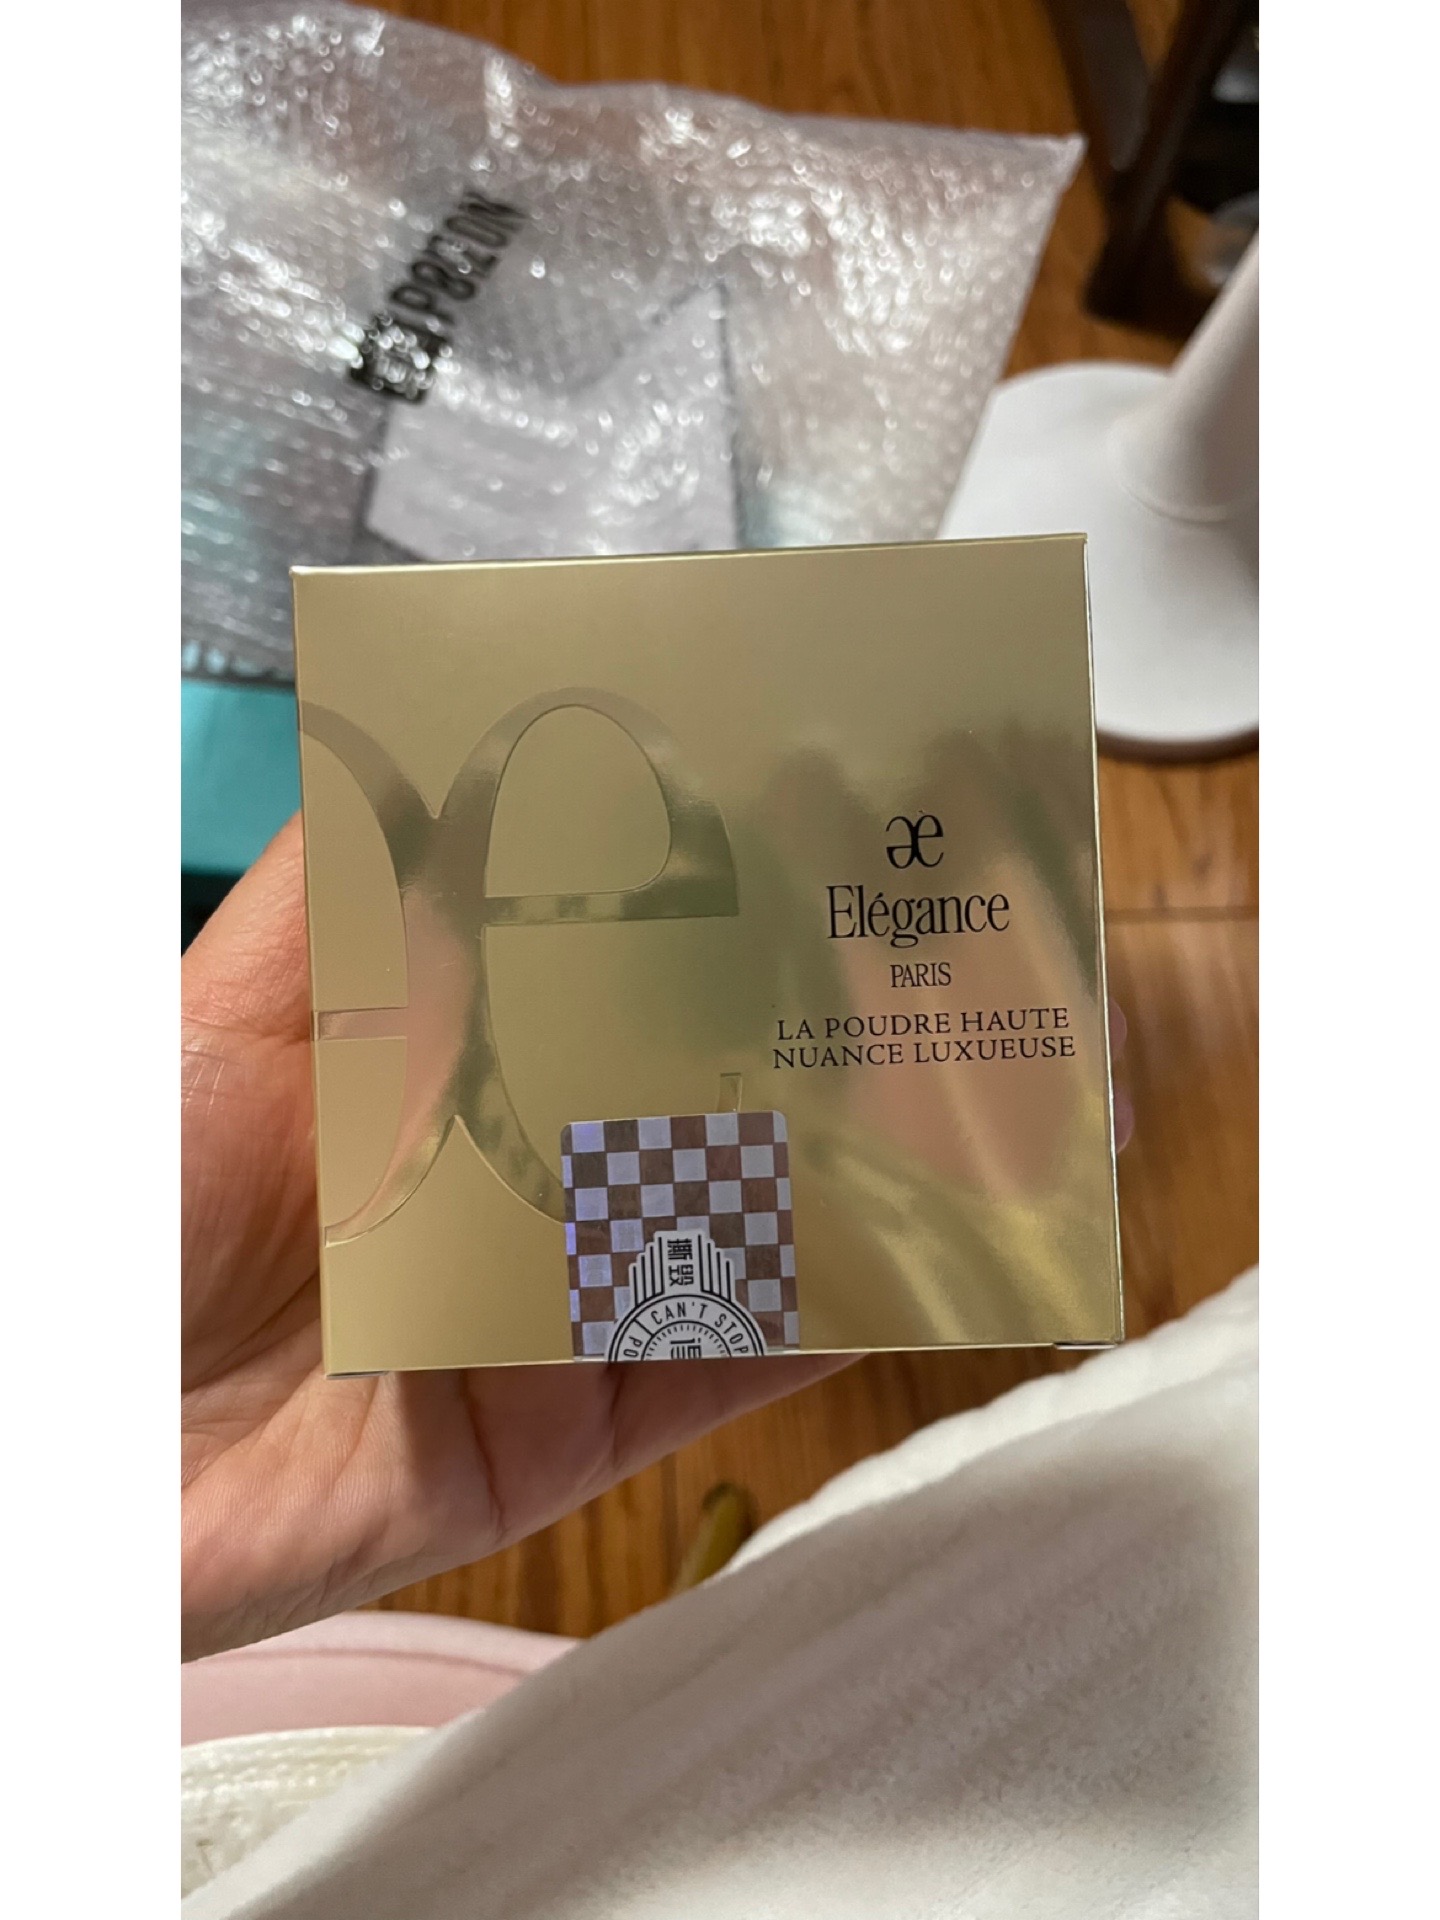 æ
Elégance
PARIS
LA POUDRE HAUTE
NUANCE LUXUEUSE
撕毁
CAN'T STOP